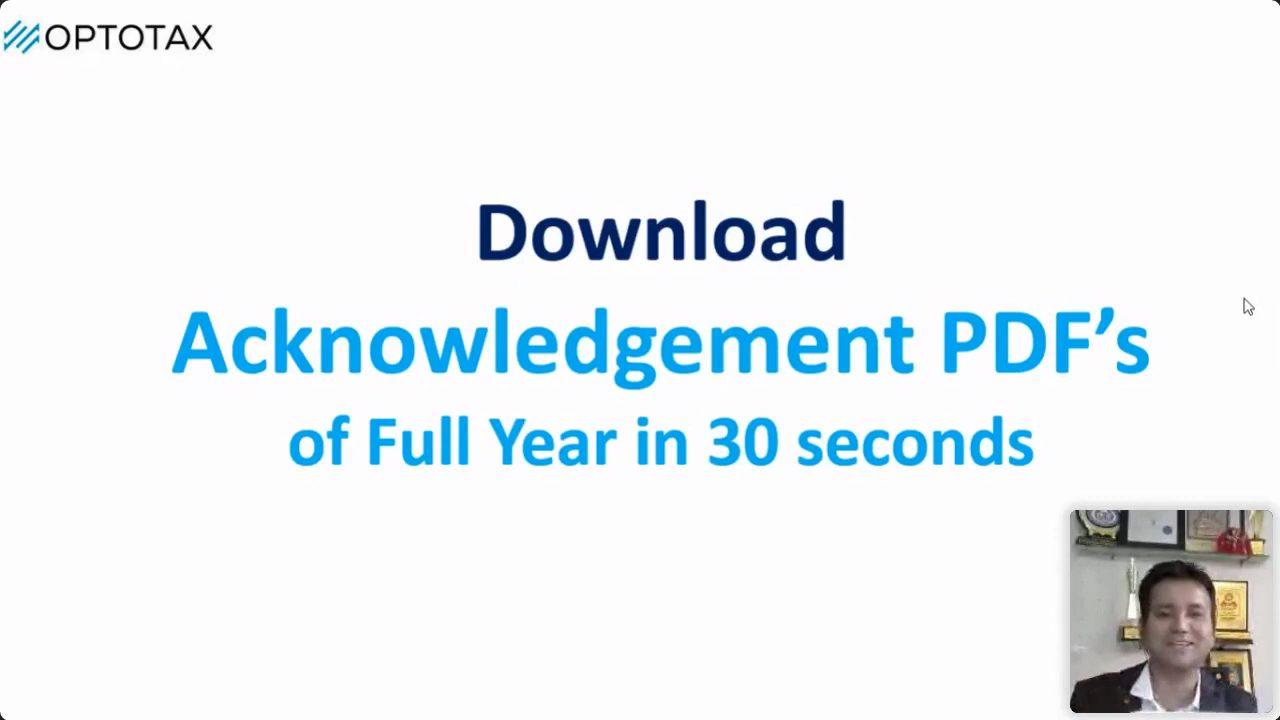 OPTOTAX
Download
Acknowledgement PDF’s
of Full Year in 30 seconds